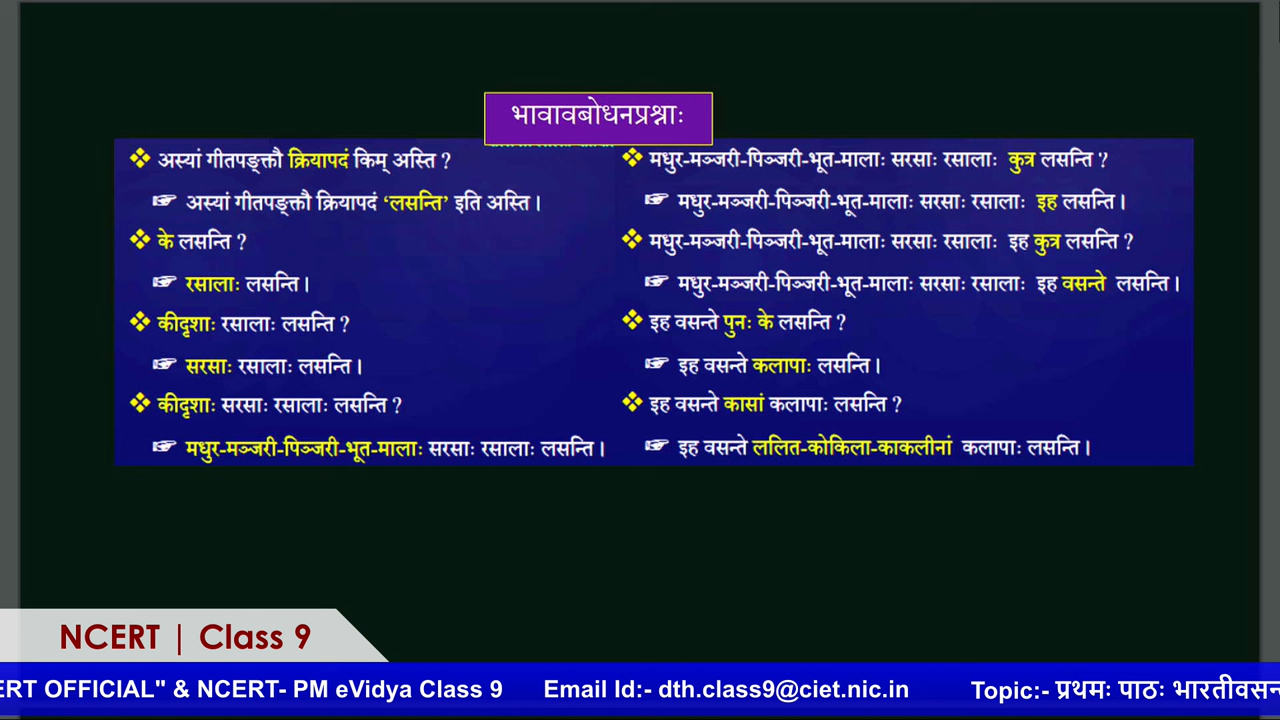 भावावबोधनप्रश्नाः
❖ अस्यां गीतपङ्क्तौ क्रियापदं किम् अस्ति ?
☞ अस्यां गीतपङ्क्तौ क्रियापदं ‘लसन्ति’ इति अस्ति।
❖ के लसन्ति ?
☞ रसालाः लसन्ति।
❖ कीदृशाः रसालाः लसन्ति ?
☞ सरसाः रसालाः लसन्ति।
❖ कीदृशाः सरसाः रसालाः लसन्ति ?
☞ मधुर-मञ्जरी-पिञ्जरी-भूत-मालाः सरसाः रसालाः लसन्ति।
❖ मधुर-मञ्जरी-पिञ्जरी-भूत-मालाः सरसाः रसालाः कुत्र लसन्ति ?
☞ मधुर-मञ्जरी-पिञ्जरी-भूत-मालाः सरसाः रसालाः इह लसन्ति।
❖ मधुर-मञ्जरी-पिञ्जरी-भूत-मालाः सरसाः रसालाः इह कुत्र लसन्ति ?
☞ मधुर-मञ्जरी-पिञ्जरी-भूत-मालाः सरसाः रसालाः इह वसन्ते लसन्ति।
❖ इह वसन्ते पुनः के लसन्ति ?
☞ इह वसन्ते कलापाः लसन्ति।
❖ इह वसन्ते कासां कलापाः लसन्ति ?
☞ इह वसन्ते ललित-कोकिला-काकलीनां कलापाः लसन्ति।
NCERT | Class 9
ERT OFFICIAL" & NCERT- PM eVidya Class 9 Email Id:- dth.class9@ciet.nic.in Topic:- प्रथमः पाठः भारतीवसन